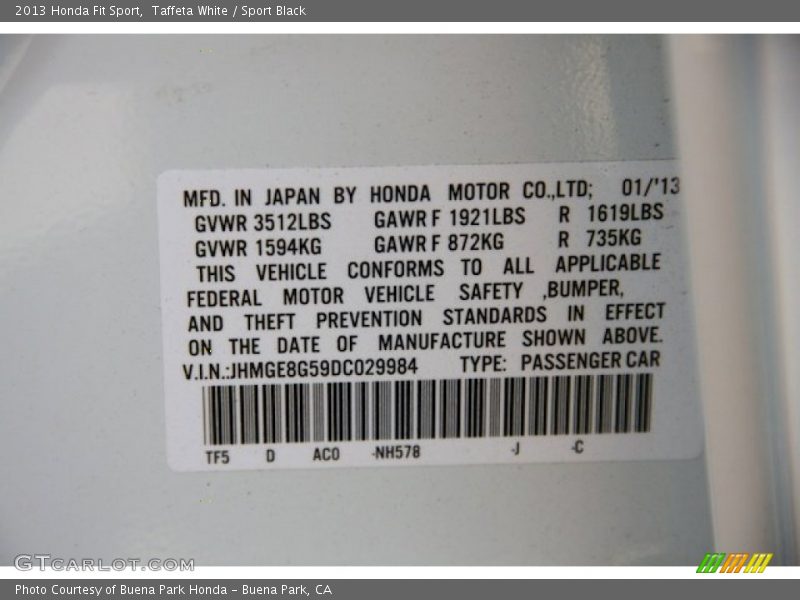 2013 Honda Fit Sport,  Taffeta White / Sport Black
MFD. IN JAPAN BY HONDA MOTOR CO.,LTD; 01/'13
GVWR 3512LBS GAWR F 1921LBS R 1619LBS
GVWR 1594KG GAWR F 872KG R 735KG
THIS VEHICLE CONFORMS TO ALL APPLICABLE
FEDERAL MOTOR VEHICLE SAFETY ,BUMPER,
AND THEFT PREVENTION STANDARDS IN EFFECT
ON THE DATE OF MANUFACTURE SHOWN ABOVE.
V.I.N.:JHMGE8G59DC029984 TYPE: PASSENGER CAR
TF5 D AC0 -NH578 -J -C
GTCARLOT.COM
Photo Courtesy of Buena Park Honda - Buena Park, CA